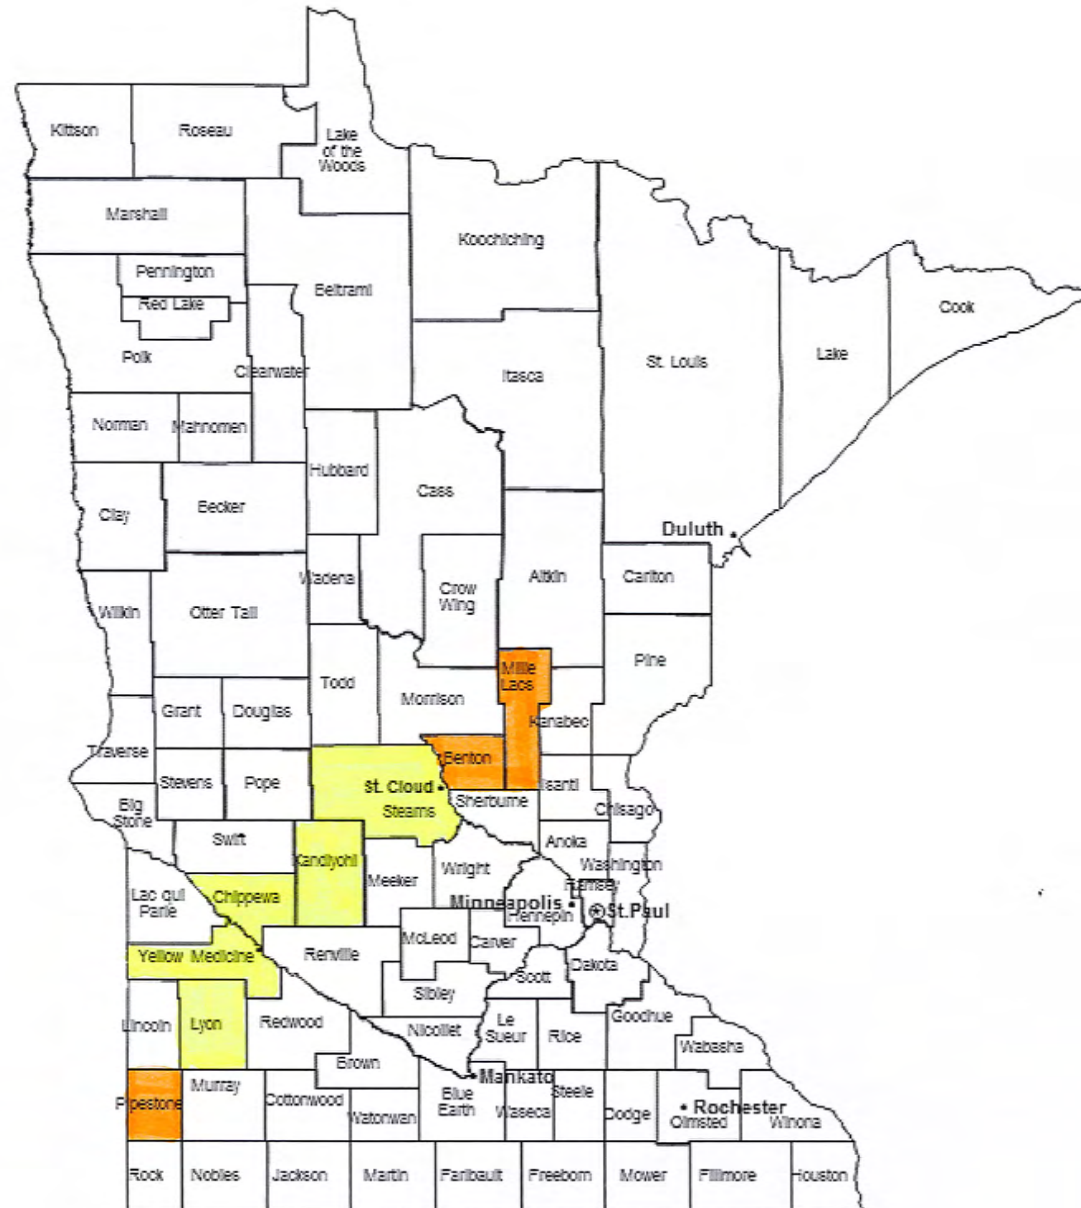 Kittson
Roseau
Lake
of the
Woods
Marshall
Koochiching
Pennington
Red Lake
Beltrami
Cook
Polk
Clearwater
Itasca
St. Louis
Lake
Norman
Mahnomen
Hubbard
Cass
Becker
Clay
Duluth
Wadena
Aitkin
Carlton
Crow
Wing
Wilkin
Otter Tail
Mille
Lacs
Pine
Todd
Morrison
Grant
Douglas
Kanabec
Traverse
Benton
Stevens
Pope
St. Cloud
Isanti
Stearns
Sherburne
Chisago
Big
Stone
Swift
Anoka
Kandiyohi
Wright
Washington
Meeker
Ramsey
Lac qui
Parle
Chippewa
Minneapolis
Hennepin
St.Paul
McLeod
Carver
Yellow Medicine
Renville
Scott
Dakota
Sibley
Lincoln
Lyon
Redwood
Nicollet
Le
Sueur
Rice
Goodhue
Wabasha
Brown
Mankato
Pipestone
Murray
Cottonwood
Watonwan
Blue
Earth
Waseca
Steele
Dodge
Rochester
Olmsted
Winona
Rock
Nobles
Jackson
Martin
Faribault
Freeborn
Mower
Fillmore
Houston